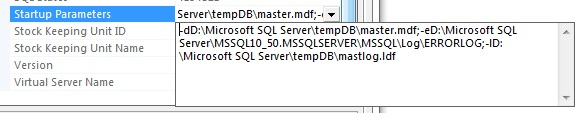 Startup Parameters
Server\tempDB\master.mdf;-
Stock Keeping Unit ID
Stock Keeping Unit Name
Version
Virtual Server Name
-dD:\Microsoft SQL Server\tempDB\master.mdf;-eD:\Microsoft SQL
Server\MSSQL10_50.MSSQLSERVER\MSSQL\Log\ERRORLOG;-lD:
\Microsoft SQL Server\tempDB\mastlog.ldf